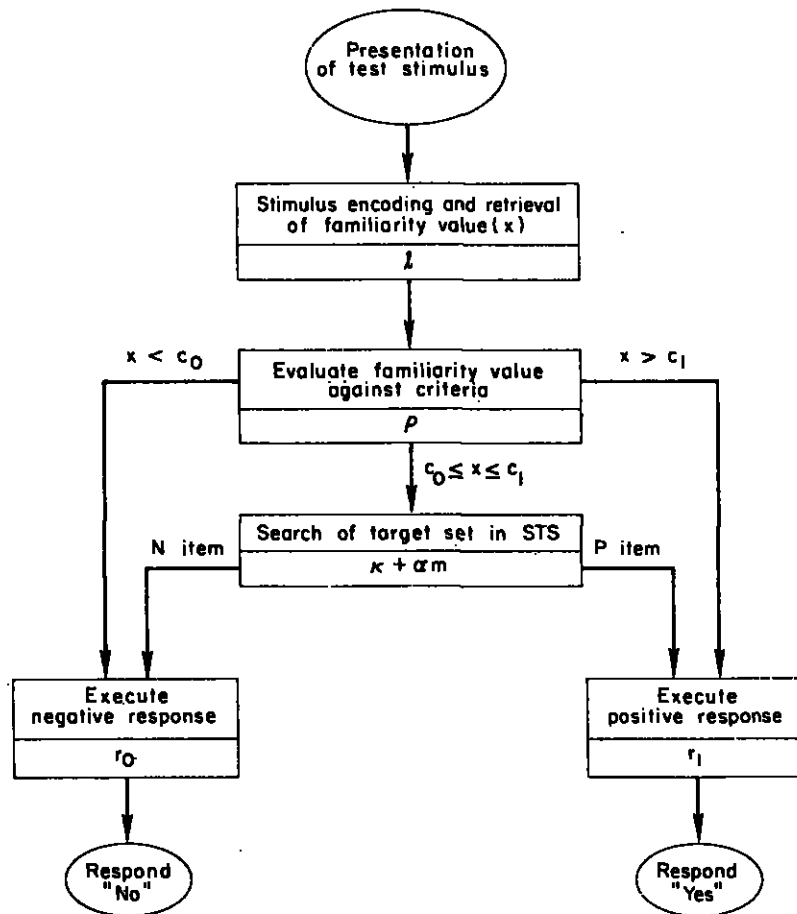 Presentation
of test stimulus
Stimulus encoding and retrieval
of familiarity value (x)
l
x < c₀
Evaluate familiarity value
against criteria
x > c₁
ρ
c₀ ≤ x ≤ c₁
N item
Search of target set in STS
P item
κ + αm
Execute
negative response
r₀
Execute
positive response
r₁
Respond
"No"
Respond
"Yes"